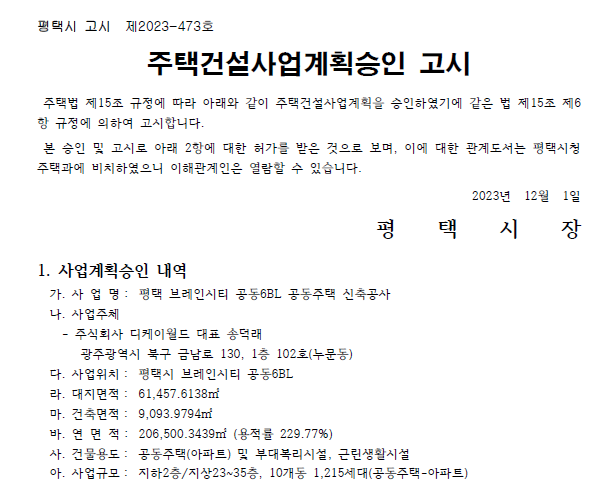 평택시 고시  제2023-473호
주택건설사업계획승인 고시
주택법 제15조 규정에 따라 아래와 같이 주택건설사업계획을 승인하였기에 같은 법 제15조 제6
항 규정에 의하여 고시합니다.
본 승인 및 고시로 아래 2항에 대한 허가를 받은 것으로 보며, 이에 대한 관계도서는 평택시청
주택과에 비치하였으니 이해관계인은 열람할 수 있습니다.
2023년 12월 1일
평 택 시 장
1. 사업계획승인 내역
가. 사 업 명 : 평택 브레인시티 공동6BL 공동주택 신축공사
나. 사업주체
- 주식회사 디케이월드 대표 송덕래
광주광역시 북구 금남로 130, 1층 102호(누문동)
다. 사업위치 : 평택시 브레인시티 공동6BL
라. 대지면적 : 61,457.6138㎡
마. 건축면적 : 9,093.9794㎡
바. 연 면 적 : 206,500.3439㎡ (용적률 229.77%)
사. 건물용도 : 공동주택(아파트) 및 부대복리시설, 근린생활시설
아. 사업규모 : 지하2층/지상23~35층, 10개동 1,215세대(공동주택-아파트)